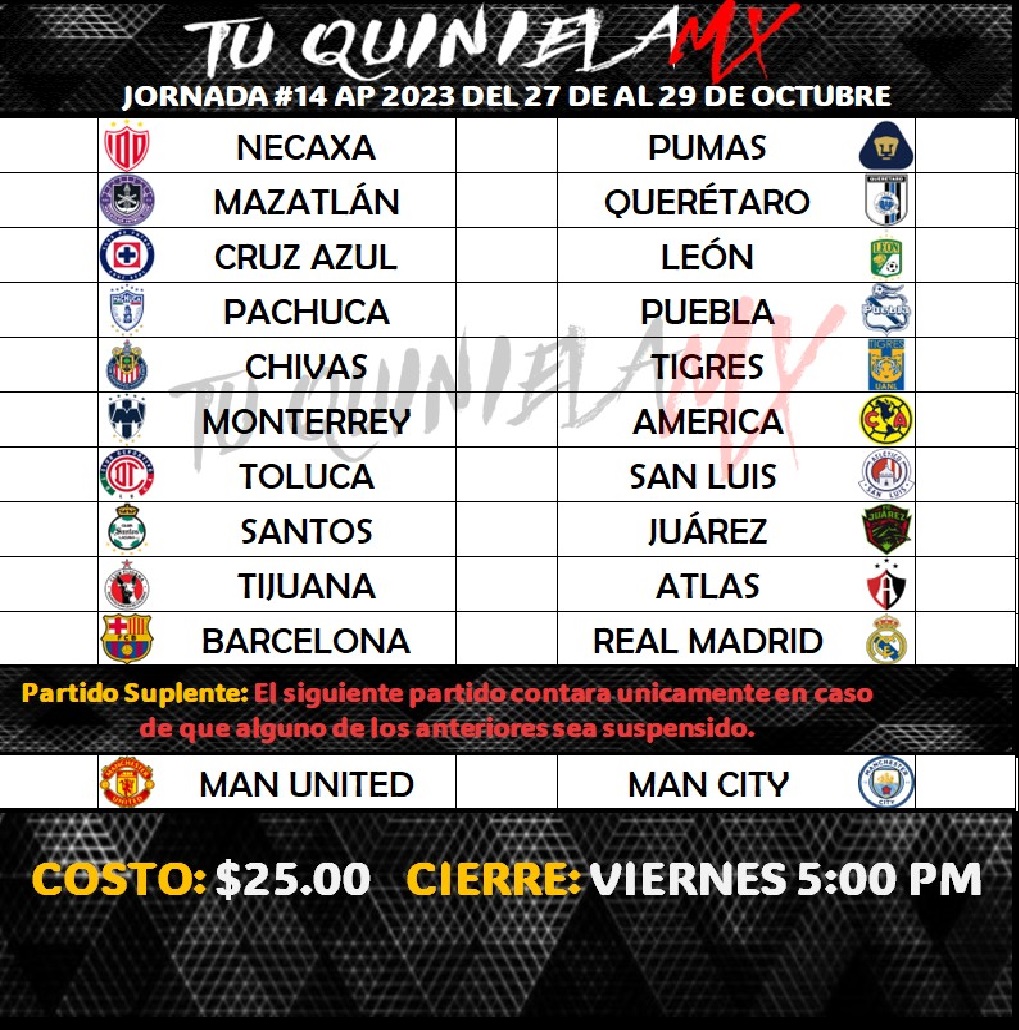 TU QUINIELAMX
JORNADA #14 AP 2023 DEL 27 DE AL 29 DE OCTUBRE
NECAXA PUMAS
MAZATLÁN QUERÉTARO
CRUZ AZUL LEÓN
PACHUCA PUEBLA
CHIVAS TIGRES
MONTERREY AMERICA
TOLUCA SAN LUIS
SANTOS JUÁREZ
TIJUANA ATLAS
BARCELONA REAL MADRID
TU QUINIELAMX
Partido Suplente: El siguiente partido contara unicamente en caso
de que alguno de los anteriores sea suspensido.
MAN UNITED MAN CITY
COSTO: $25.00 CIERRE: VIERNES 5:00 PM